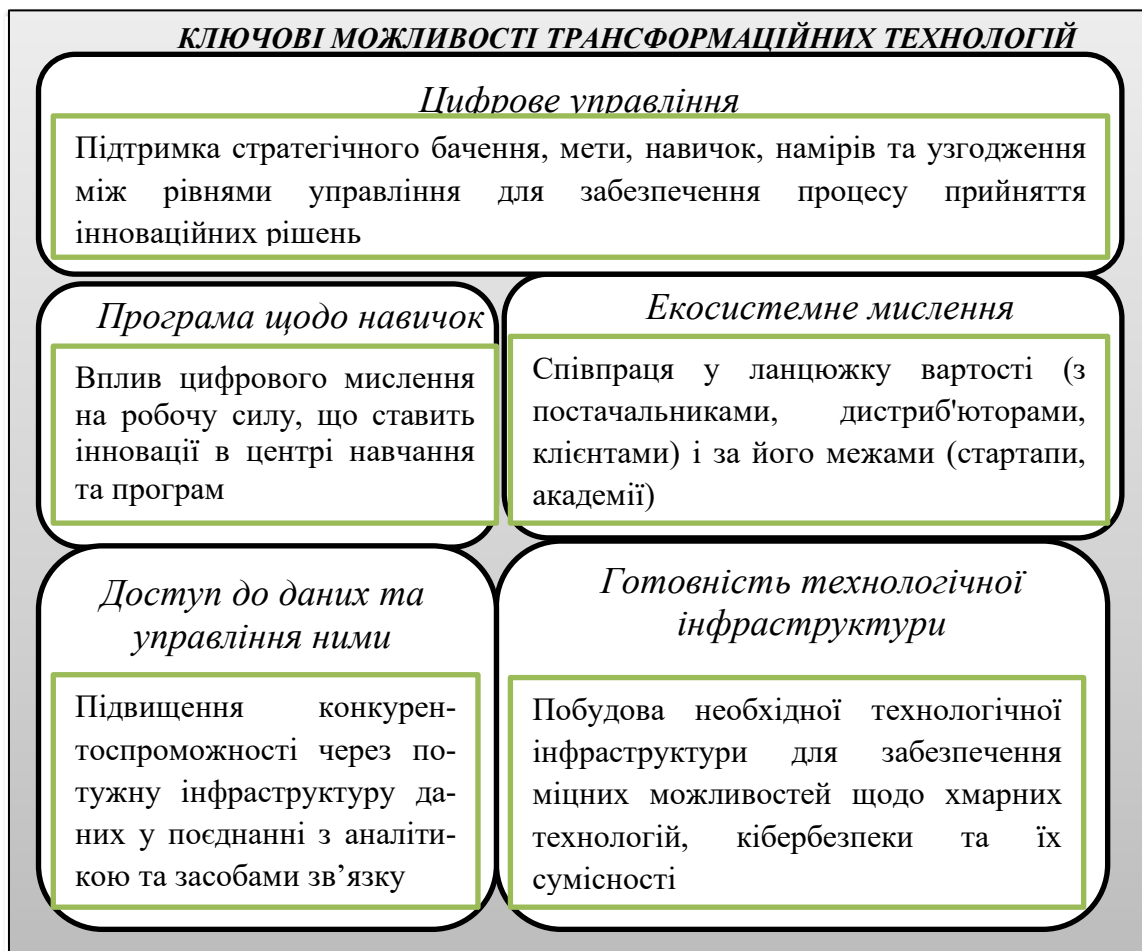 КЛЮЧОВІ МОЖЛИВОСТІ ТРАНСФОРМАЦІЙНИХ ТЕХНОЛОГІЙ
Цифрове управління
Підтримка стратегічного бачення, мети, навичок, намірів та узгодження
між рівнями управління для забезпечення процесу прийняття
інноваційних рішень
Програма щодо навичок
Вплив цифрового мислення
на робочу силу, що ставить
інновації в центрі навчання
та програм
Екосистемне мислення
Співпраця у ланцюжку вартості (з
постачальниками, дистриб'юторами,
клієнтами) і за його межами (стартапи,
академії)
Доступ до даних та
управління ними
Підвищення конкурен-
тоспроможності через по-
тужну інфраструктуру да-
них у поєднанні з аналіти-
кою та засобами зв’язку
Готовність технологічної
інфраструктури
Побудова необхідної технологічної
інфраструктури для забезпечення
міцних можливостей щодо хмарних
технологій, кібербезпеки та їх
сумісності